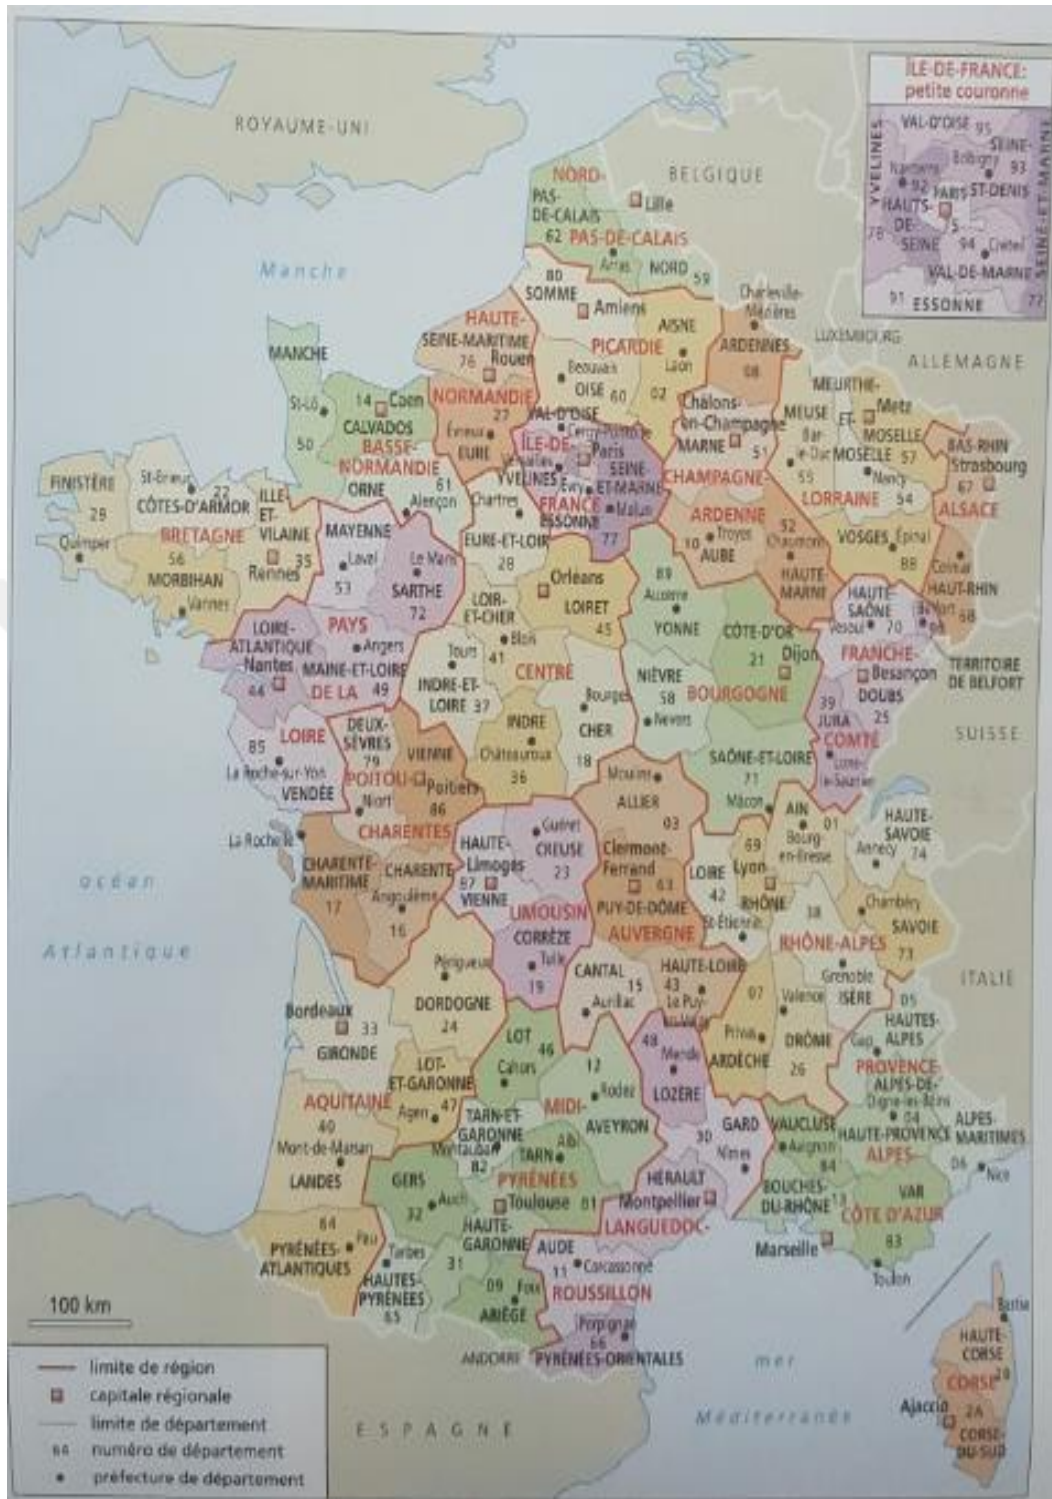 ÎLE-DE-FRANCE:
petite couronne
VAL-D'OISE 95
SEINE-
Bobigny
93
YVELINES
Nanterre
92
PARIS
ST-DENIS
HAUTS-
DE-
SEINE
78
94
Créteil
VAL-DE-MARNE
SEINE-ET-MARNE
91 ESSONNE
77
ROYAUME-UNI
BELGIQUE
NORD-
PAS-
DE-CALAIS
Lille
62 PAS-DE-CALAIS
Arras
NORD 59
Manche
80
SOMME
Amiens
Charleville-
Mézières
LUXEMBOURG
ALLEMAGNE
HAUTE-
SEINE-MARITIME
76 Rouen
AISNE
PICARDIE
Laon
02
ARDENNES
08
Beauvais
OISE 60
MANCHE
St-Lô
50
14 Caen
CALVADOS
BASSE-
NORMANDIE
ORNE
61
Alençon
NORMANDIE
27
Évreux
EURE
VAL-D'OISE
Cergy-Pontoise
ÎLE-DE-
Paris
Versailles
YVELINES
Évry
SEINE-
ET-MARNE
FRANCE
ESSONNE
Melun
77
Châlons-
en-Champagne
MARNE
51
CHAMPAGNE-
ARDENNE
MEURTHE-
MEUSE
ET-
Metz
MOSELLE
Bar-
le-Duc
MOSELLE
57
55
Nancy
LORRAINE 54
BAS-RHIN
Strasbourg
67
ALSACE
VOSGES
Épinal
88
Colmar
HAUT-RHIN
68
10
Troyes
AUBE
52
Chaumont
HAUTE-
MARNE
FINISTÈRE
29
Quimper
St-Brieuc
22
CÔTES-D'ARMOR
BRETAGNE
56
MORBIHAN
Vannes
ILLE-
ET-
VILAINE
35
Rennes
MAYENNE
Laval
53
Le Mans
SARTHE
72
Chartres
EURE-ET-LOIR
28
Orléans
LOIRET
45
LOIR-
ET-CHER
Blois
41
89
Auxerre
YONNE
CÔTE-D'OR
21
Dijon
HAUTE-
SAÔNE
Vesoul 70
Belfort
90
TERRITOIRE
DE BELFORT
FRANCHE-
Besançon
DOUBS
25
39
JURA
COMTÉ
Lons-
le-Saunier
SUISSE
LOIRE-
ATLANTIQUE
Nantes
44
PAYS
Angers
MAINE-ET-LOIRE
DE LA 49
LOIRE
85
La Roche-sur-Yon
VENDÉE
Tours
INDRE-ET-
LOIRE 37
CENTRE
Bourges
CHER
18
INDRE
Châteauroux
36
NIÈVRE
58
Nevers
BOURGOGNE
SAÔNE-ET-LOIRE
71
Mâcon
DEUX-
SÈVRES
79
VIENNE
POITOU-
Poitiers
Niort
86
CHARENTES
La Rochelle
CHARENTE-
MARITIME
17
CHARENTE
Angoulême
16
Moulins
ALLIER
03
Clermont-
Ferrand
63
PUY-DE-DÔME
AUVERGNE
HAUTE-
Limoges
87
VIENNE
Guéret
CREUSE
23
LIMOUSIN
CORRÈZE
Tulle
19
AIN
01
Bourg-
en-Bresse
HAUTE-
SAVOIE
Annecy
74
69
Lyon
RHÔNE
LOIRE
42
St-Étienne
38
Chambéry
SAVOIE
73
RHÔNE-ALPES
Grenoble
ISÈRE
océan
Atlantique
ITALIE
Périgueux
DORDOGNE
24
CANTAL
15
Aurillac
HAUTE-LOIRE
43
Le Puy-
en-Velay
07
Privas
ARDÈCHE
Valence
DRÔME
26
05
HAUTES-
ALPES
Gap
Bordeaux
33
GIRONDE
LOT-
ET-GARONNE
47
Agen
AQUITAINE
40
Mont-de-Marsan
LANDES
LOT
46
Cahors
12
Rodez
AVEYRON
48
Mende
LOZÈRE
MIDI-
TARN-ET-
GARONNE
Montauban
82
Albi
TARN
PYRÉNÉES
Toulouse 81
30
GARD
Nîmes
HÉRAULT
Montpellier
LANGUEDOC-
ROUSSILLON
PROVENCE-
ALPES-DE-
Digne-les-Bains
04
HAUTE-PROVENCE
ALPES-
MARITIMES
VAUCLUSE
Avignon
84
ALPES-
06
Nice
BOUCHES-
DU-RHÔNE
13
VAR
CÔTE D'AZUR
83
Marseille
Toulon
GERS
Auch
32
64
Pau
PYRÉNÉES-
ATLANTIQUES
Tarbes
HAUTES-
PYRÉNÉES
65
HAUTE-
GARONNE
31
09 Foix
ARIÈGE
AUDE
11
Carcassonne
Perpignan
66
ANDORRE
PYRÉNÉES-ORIENTALES
ESPAGNE
mer
Méditerranée
Bastia
HAUTE-
CORSE
CORSE
Ajaccio
2A
CORSE-
DU-SUD
100 km
limite de région
capitale régionale
limite de département
64 numéro de département
préfecture de département